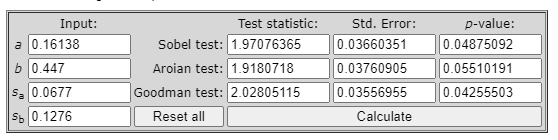 Input: Test statistic: Std. Error: p-value:
a 0.16138 Sobel test: 1.97076365 0.03660351 0.04875092
b 0.447 Aroian test: 1.9180718 0.03760905 0.05510191
sa 0.0677 Goodman test: 2.02805115 0.03556955 0.04255503
sb 0.1276 Reset all Calculate